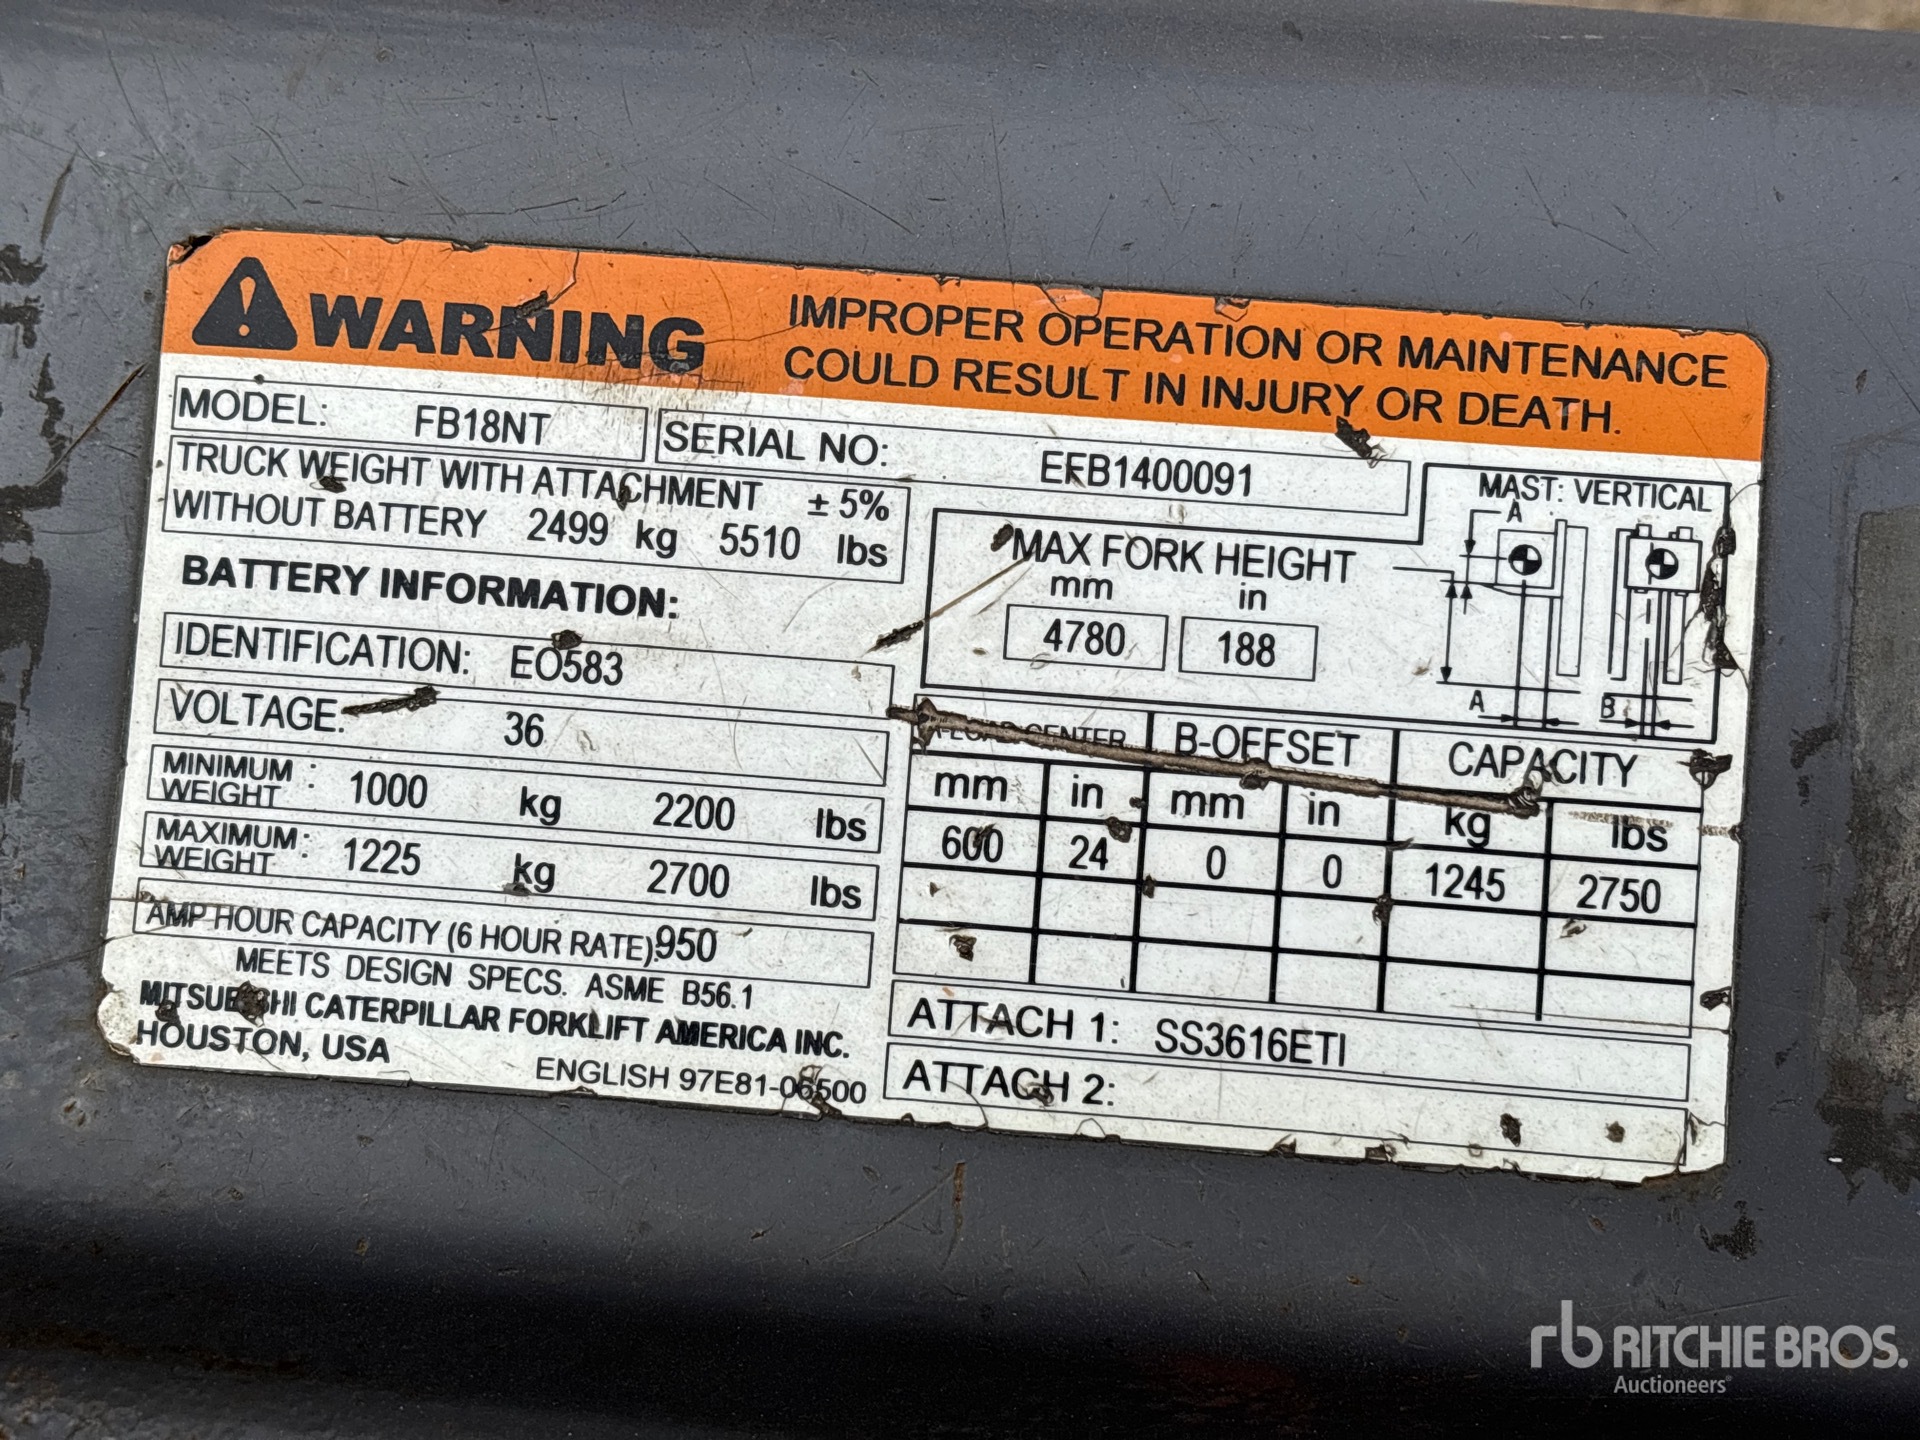 WARNING
IMPROPER OPERATION OR MAINTENANCE
COULD RESULT IN INJURY OR DEATH.
MODEL: FB18NT
SERIAL NO: EFB1400091
TRUCK WEIGHT WITH ATTACHMENT ± 5%
WITHOUT BATTERY 2499 kg 5510 lbs
BATTERY INFORMATION:
IDENTIFICATION: EO583
VOLTAGE: 36
MINIMUM WEIGHT : 1000 kg 2200 lbs
MAXIMUM WEIGHT : 1225 kg 2700 lbs
AMP HOUR CAPACITY (6 HOUR RATE): 950
MEETS DESIGN SPECS. ASME B56.1
MITSUBISHI CATERPILLAR FORKLIFT AMERICA INC.
HOUSTON, USA
ENGLISH 97E81-06500
MAX FORK HEIGHT
mm in
4780 188
MAST: VERTICAL
A
A B
A-LOAD CENTER B-OFFSET CAPACITY
mm in mm in kg lbs
600 24 0 0 1245 2750
ATTACH 1: SS3616ETI
ATTACH 2:
rb RITCHIE BROS.
Auctioneers